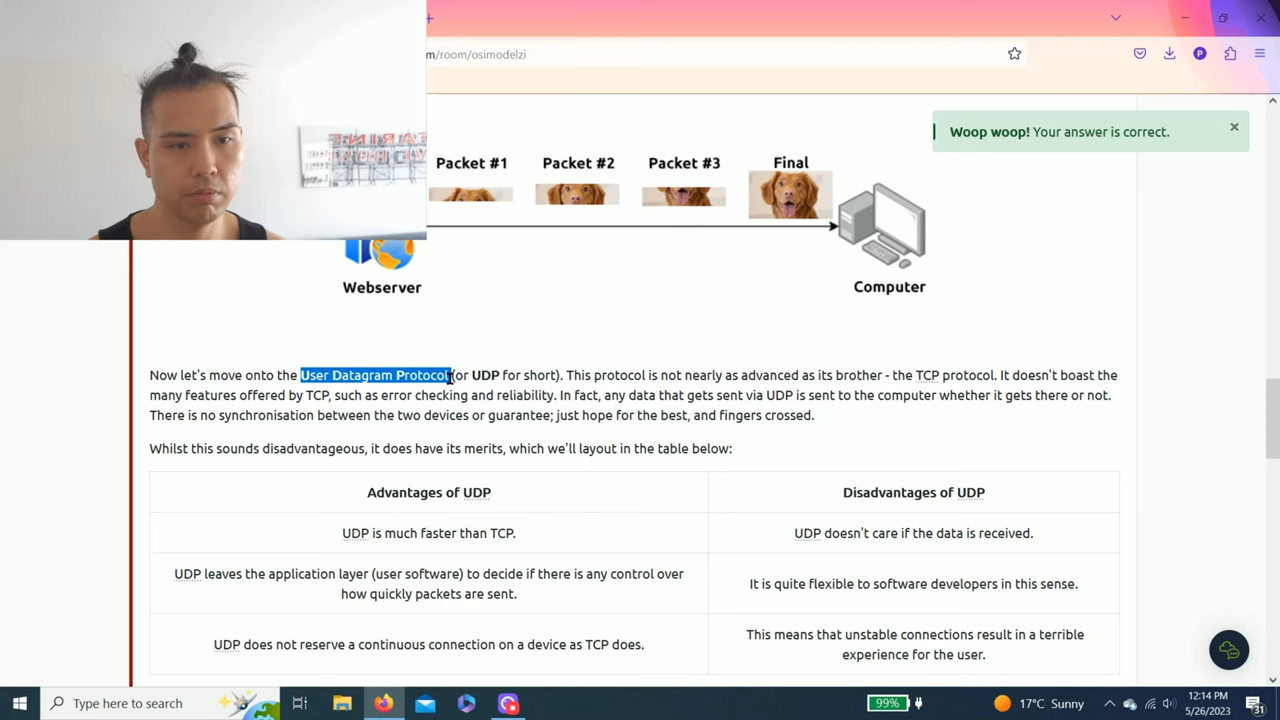 m/room/osimodelzi
Woop woop! Your answer is correct.
Packet #1 Packet #2 Packet #3 Final
Webserver
Computer
Now let's move onto the User Datagram Protocol (or UDP for short). This protocol is not nearly as advanced as its brother - the TCP protocol. It doesn't boast the
many features offered by TCP, such as error checking and reliability. In fact, any data that gets sent via UDP is sent to the computer whether it gets there or not.
There is no synchronisation between the two devices or guarantee; just hope for the best, and fingers crossed.
Whilst this sounds disadvantageous, it does have its merits, which we'll layout in the table below:
Advantages of UDP
Disadvantages of UDP
UDP is much faster than TCP.
UDP doesn't care if the data is received.
UDP leaves the application layer (user software) to decide if there is any control over
how quickly packets are sent.
It is quite flexible to software developers in this sense.
UDP does not reserve a continuous connection on a device as TCP does.
This means that unstable connections result in a terrible
experience for the user.
Type here to search
99%
17°C Sunny
12:14 PM
5/26/2023
31